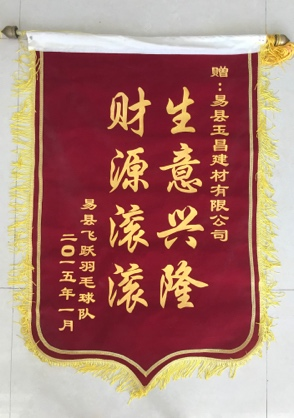 赠：易县玉昌建材有限公司
生意兴隆
财源滚滚
易县飞跃羽毛球队
二〇一五年一月